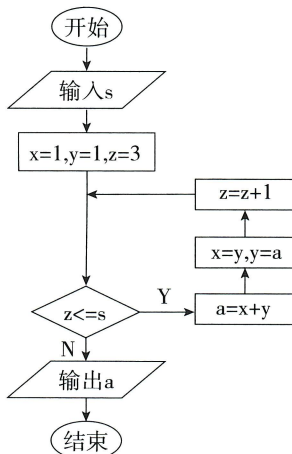 开始
输入s
x=1,y=1,z=3
z=z+1
x=y,y=a
z<=s
Y
a=x+y
N
输出a
结束